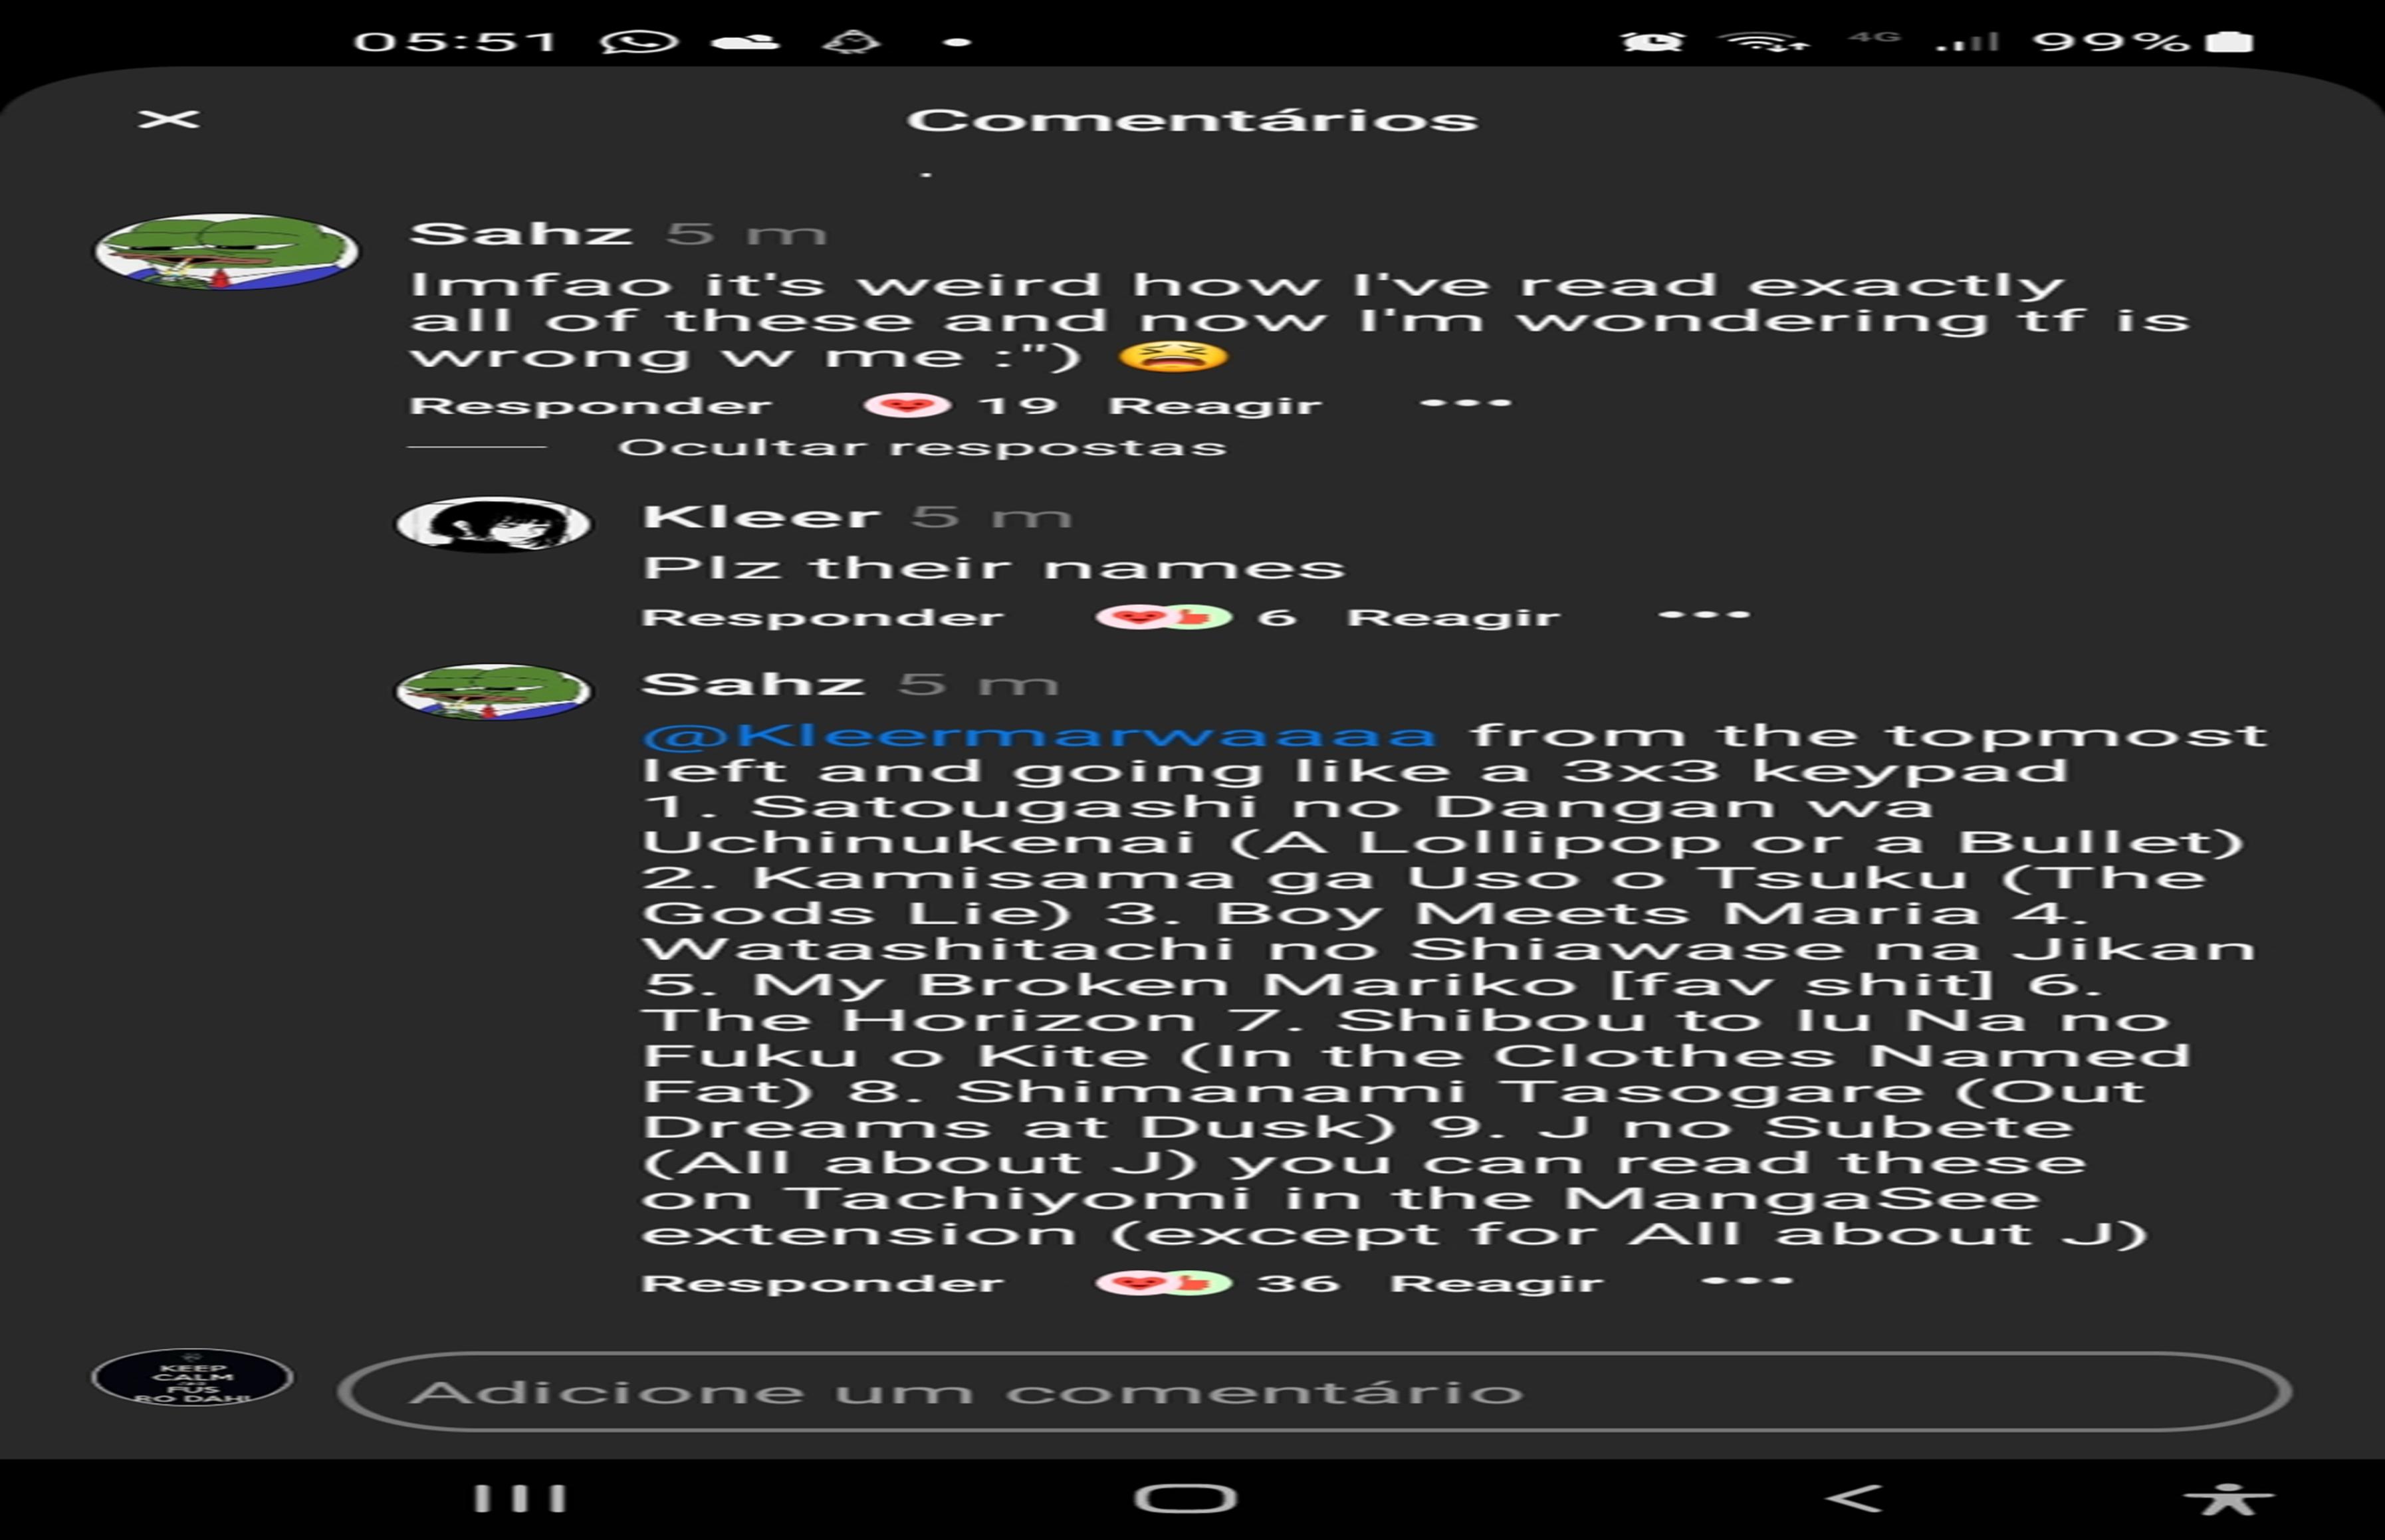 05:51 4G 99%
Comentários
Sahz 5 m
lmfao it's weird how I've read exactly
all of these and now I'm wondering tf is
wrong w me :") 😫
Responder 19 Reagir •••
Ocultar respostas
Kleer 5 m
Plz their names
Responder 6 Reagir •••
Sahz 5 m
@Kleermarwaaaa from the topmost
left and going like a 3x3 keypad
1. Satougashi no Dangan wa
Uchinukenai (A Lollipop or a Bullet)
2. Kamisama ga Uso o Tsuku (The
Gods Lie) 3. Boy Meets Maria 4.
Watashitachi no Shiawase na Jikan
5. My Broken Mariko [fav shit] 6.
The Horizon 7. Shibou to Iu Na no
Fuku o Kite (In the Clothes Named
Fat) 8. Shimanami Tasogare (Out
Dreams at Dusk) 9. J no Subete
(All about J) you can read these
on Tachiyomi in the MangaSee
extension (except for All about J)
Responder 36 Reagir •••
KEEP
CALM
FUS
RO DAH!
Adicione um comentário